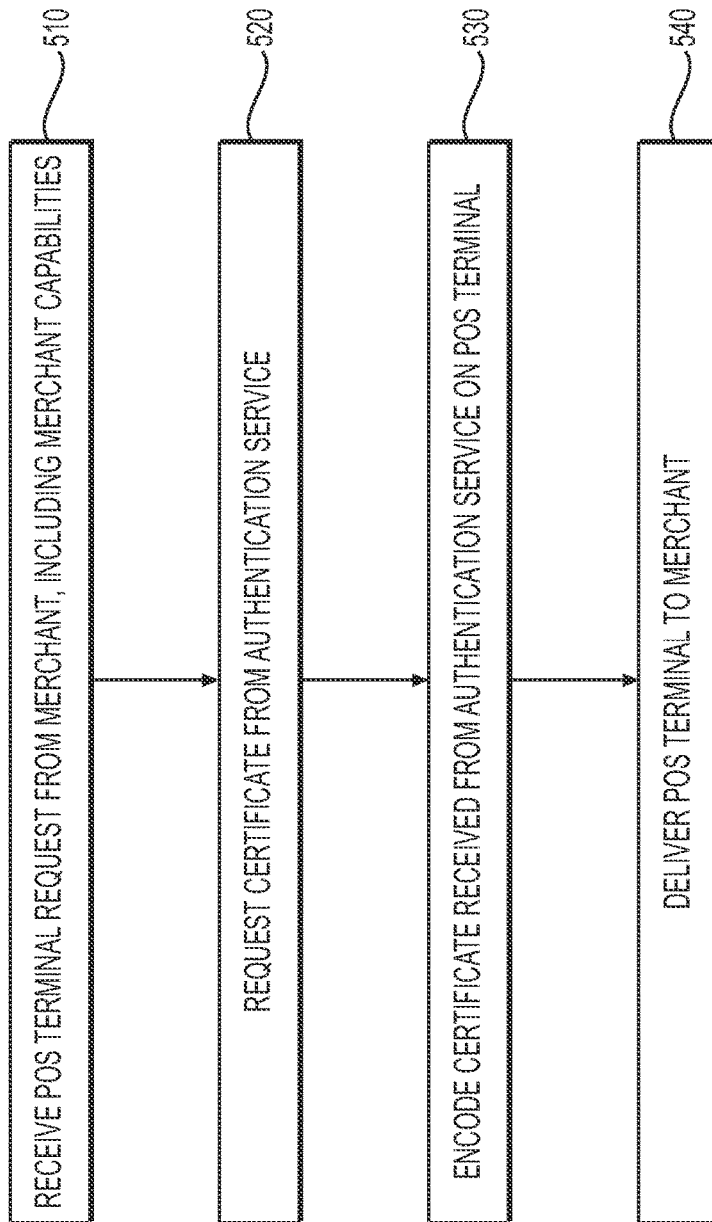 RECEIVE POS TERMINAL REQUEST FROM MERCHANT, INCLUDING MERCHANT CAPABILITIES
510
REQUEST CERTIFICATE FROM AUTHENTICATION SERVICE
520
ENCODE CERTIFICATE RECEIVED FROM AUTHENTICATION SERVICE ON POS TERMINAL
530
DELIVER POS TERMINAL TO MERCHANT
540